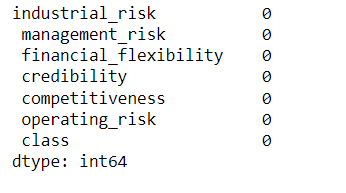 industrial_risk 0
management_risk 0
financial_flexibility 0
credibility 0
competitiveness 0
operating_risk 0
class 0
dtype: int64